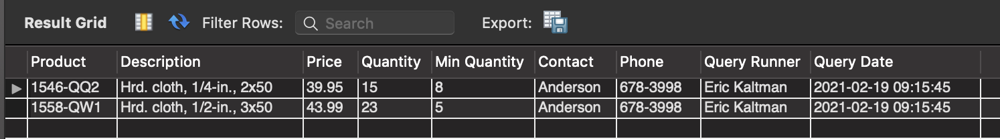 Result Grid Filter Rows: Search Export:
Product Description Price Quantity Min Quantity Contact Phone Query Runner Query Date
1546-QQ2 Hrd. cloth, 1/4-in., 2x50 39.95 15 8 Anderson 678-3998 Eric Kaltman 2021-02-19 09:15:45
1558-QW1 Hrd. cloth, 1/2-in., 3x50 43.99 23 5 Anderson 678-3998 Eric Kaltman 2021-02-19 09:15:45